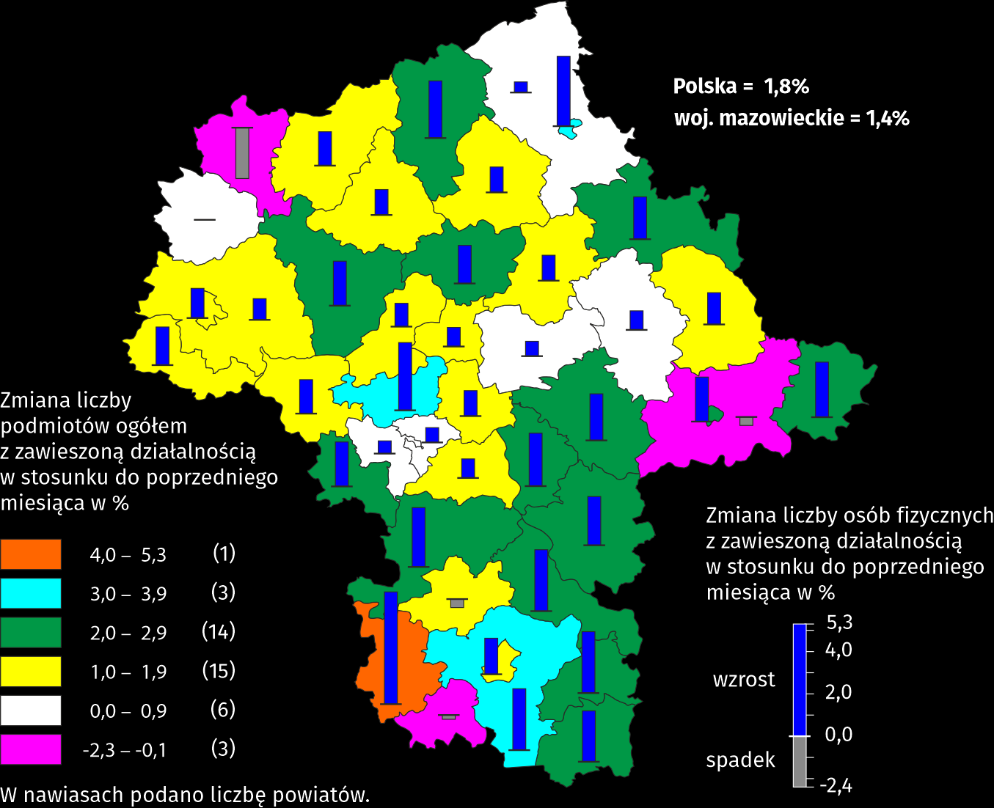 Polska = 1,8%
woj. mazowieckie = 1,4%
Zmiana liczby
podmiotów ogółem
z zawieszoną działalnością
w stosunku do poprzedniego
miesiąca w %
4,0 – 5,3 (1)
3,0 – 3,9 (3)
2,0 – 2,9 (14)
1,0 – 1,9 (15)
0,0 – 0,9 (6)
-2,3 – -0,1 (3)
W nawiasach podano liczbę powiatów.
Zmiana liczby osób fizycznych
z zawieszoną działalnością
w stosunku do poprzedniego
miesiąca w %
5,3
4,0
wzrost
2,0
0,0
spadek
-2,4